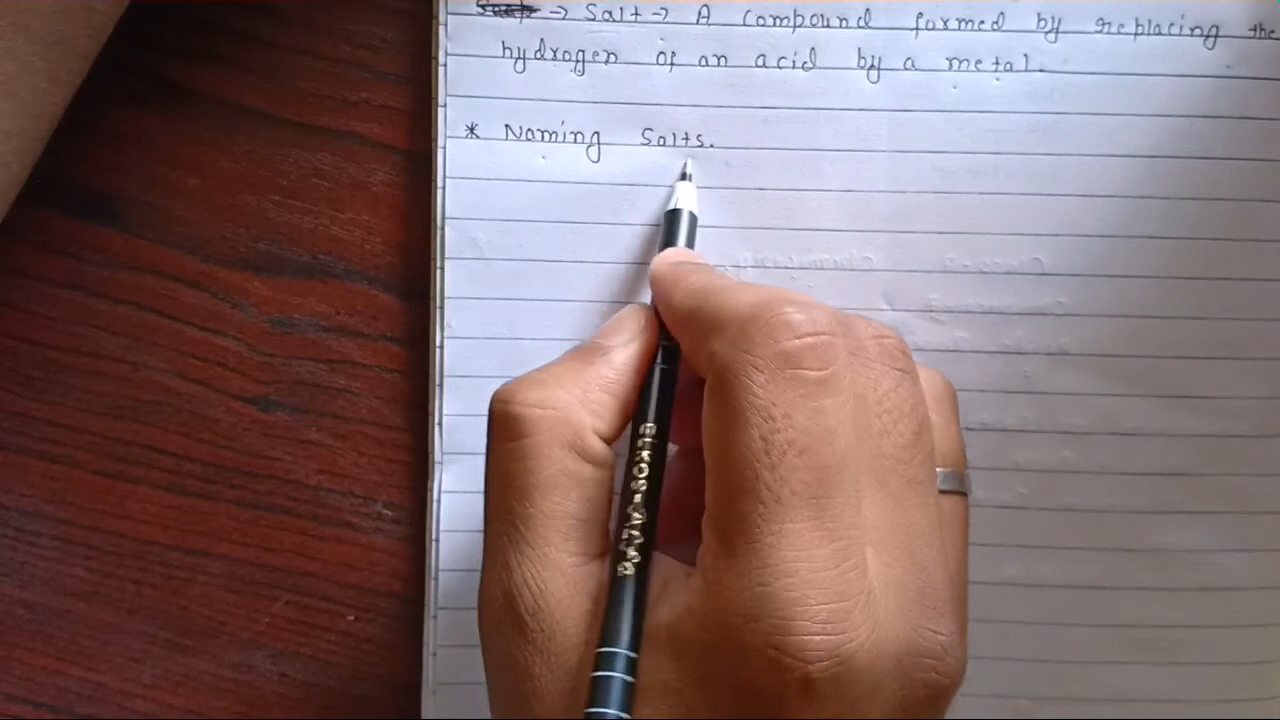 → Salt → A compound formed by replacing the
hydrogen of an acid by a metal.
* Naming Salts.